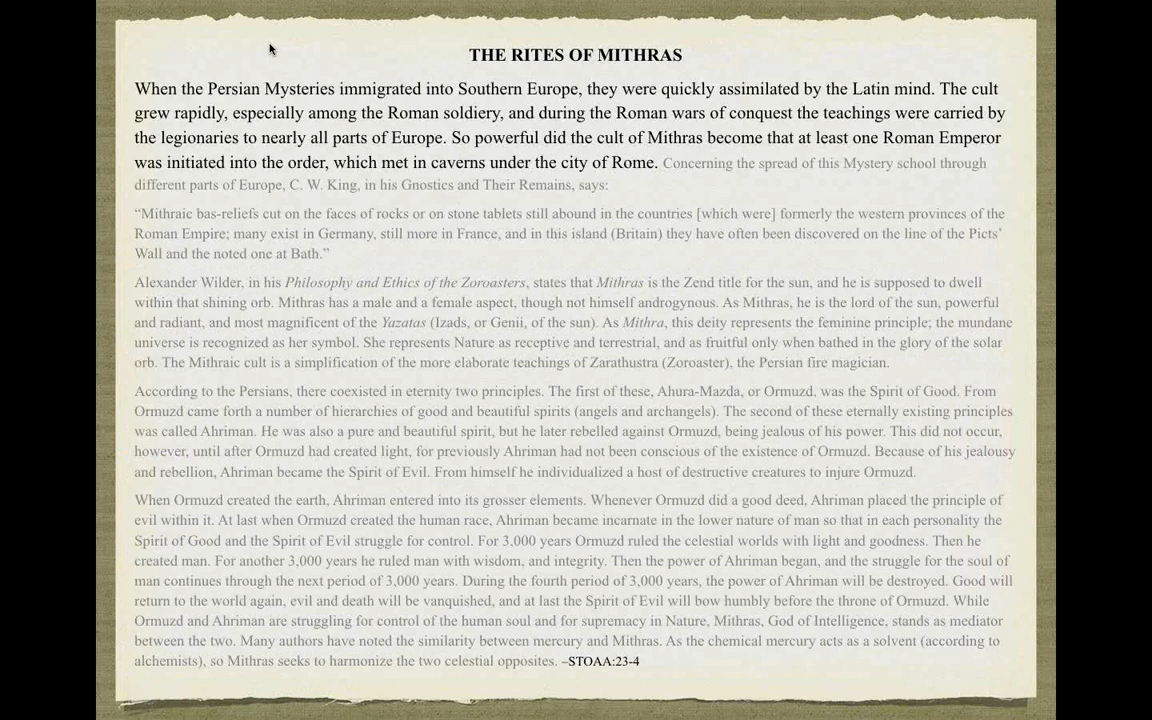 THE RITES OF MITHRAS
When the Persian Mysteries immigrated into Southern Europe, they were quickly assimilated by the Latin mind. The cult
grew rapidly, especially among the Roman soldiery, and during the Roman wars of conquest the teachings were carried by
the legionaries to nearly all parts of Europe. So powerful did the cult of Mithras become that at least one Roman Emperor
was initiated into the order, which met in caverns under the city of Rome. Concerning the spread of this Mystery school through
different parts of Europe, C. W. King, in his Gnostics and Their Remains, says:
“Mithraic bas-reliefs cut on the faces of rocks or on stone tablets still abound in the countries [which were] formerly the western provinces of the
Roman Empire; many exist in Germany, still more in France, and in this island (Britain) they have often been discovered on the line of the Picts’
Wall and the noted one at Bath.”
Alexander Wilder, in his Philosophy and Ethics of the Zoroasters, states that Mithras is the Zend title for the sun, and he is supposed to dwell
within that shining orb. Mithras has a male and a female aspect, though not himself androgynous. As Mithras, he is the lord of the sun, powerful
and radiant, and most magnificent of the Yazatas (Izads, or Genii, of the sun). As Mithra, this deity represents the feminine principle; the mundane
universe is recognized as her symbol. She represents Nature as receptive and terrestrial, and as fruitful only when bathed in the glory of the solar
orb. The Mithraic cult is a simplification of the more elaborate teachings of Zarathustra (Zoroaster), the Persian fire magician.
According to the Persians, there coexisted in eternity two principles. The first of these, Ahura-Mazda, or Ormuzd, was the Spirit of Good. From
Ormuzd came forth a number of hierarchies of good and beautiful spirits (angels and archangels). The second of these eternally existing principles
was called Ahriman. He was also a pure and beautiful spirit, but he later rebelled against Ormuzd, being jealous of his power. This did not occur,
however, until after Ormuzd had created light, for previously Ahriman had not been conscious of the existence of Ormuzd. Because of his jealousy
and rebellion, Ahriman became the Spirit of Evil. From himself he individualized a host of destructive creatures to injure Ormuzd.
When Ormuzd created the earth, Ahriman entered into its grosser elements. Whenever Ormuzd did a good deed, Ahriman placed the principle of
evil within it. At last when Ormuzd created the human race, Ahriman became incarnate in the lower nature of man so that in each personality the
Spirit of Good and the Spirit of Evil struggle for control. For 3,000 years Ormuzd ruled the celestial worlds with light and goodness. Then he
created man. For another 3,000 years he ruled man with wisdom, and integrity. Then the power of Ahriman began, and the struggle for the soul of
man continues through the next period of 3,000 years. During the fourth period of 3,000 years, the power of Ahriman will be destroyed. Good will
return to the world again, evil and death will be vanquished, and at last the Spirit of Evil will bow humbly before the throne of Ormuzd. While
Ormuzd and Ahriman are struggling for control of the human soul and for supremacy in Nature, Mithras, God of Intelligence, stands as mediator
between the two. Many authors have noted the similarity between mercury and Mithras. As the chemical mercury acts as a solvent (according to
alchemists), so Mithras seeks to harmonize the two celestial opposites. –STOAA:23-4